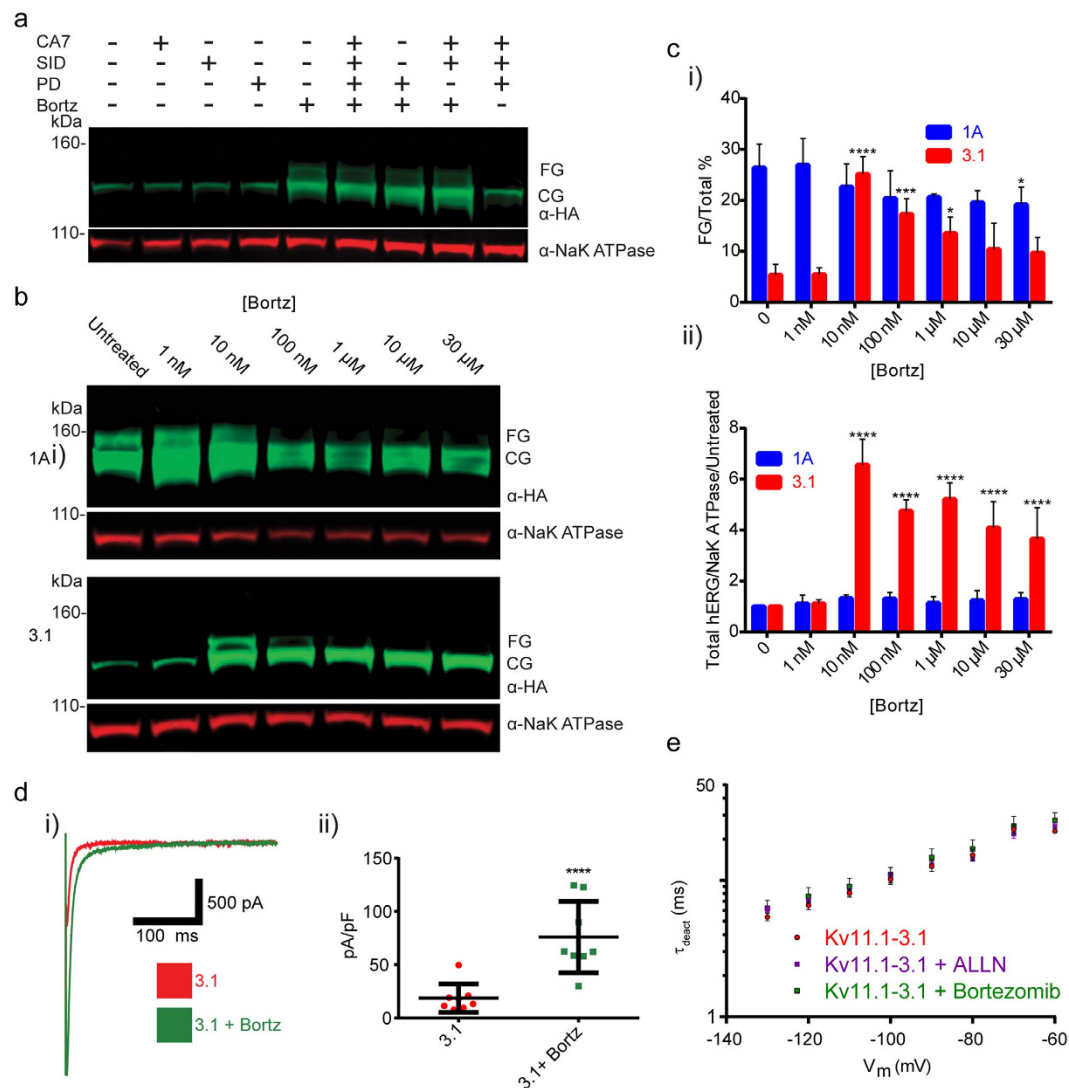 a
CA7 - + - - - + - + +
SID - - + - - + - + +
PD - - - + - + + - +
Bortz - - - - + + + + -
kDa
160-
FG
CG
α-HA
110-
α-NaK ATPase
b
[Bortz]
Untreated 1 nM 10 nM 100 nM 1 µM 10 µM 30 µM
kDa
160-
FG
1A i)
CG
α-HA
110-
α-NaK ATPase
kDa
160-
3.1
FG
CG
α-HA
110-
α-NaK ATPase
c
i)
FG/Total %
40
30
20
10
0
1A
3.1
**** *** * *
0 1 nM 10 nM 100 nM 1 µM 10 µM 30 µM
[Bortz]
ii)
Total hERG/NaK ATPase/Untreated
8
6
4
2
0
1A
3.1
**** **** **** **** ****
0 1 nM 10 nM 100 nM 1 µM 10 µM 30 µM
[Bortz]
d
i)
500 pA
100 ms
3.1
3.1 + Bortz
ii)
pA/pF
150
100
50
0
****
3.1 3.1+ Bortz
e
τdeact (ms)
50
1
Kv11.1-3.1
Kv11.1-3.1 + ALLN
Kv11.1-3.1 + Bortezomib
-140 -120 -100 -80 -60
Vm (mV)